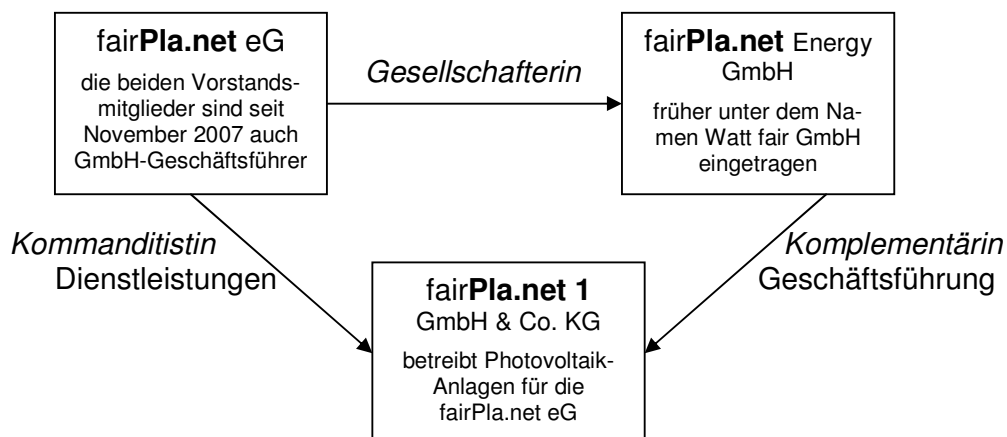 fairPla.net eG
die beiden Vorstands-
mitglieder sind seit
November 2007 auch
GmbH-Geschäftsführer
Gesellschafterin
fairPla.net Energy
GmbH
früher unter dem Na-
men Watt fair GmbH
eingetragen
Kommanditistin
Dienstleistungen
Komplementärin
Geschäftsführung
fairPla.net 1
GmbH & Co. KG
betreibt Photovoltaik-
Anlagen für die
fairPla.net eG